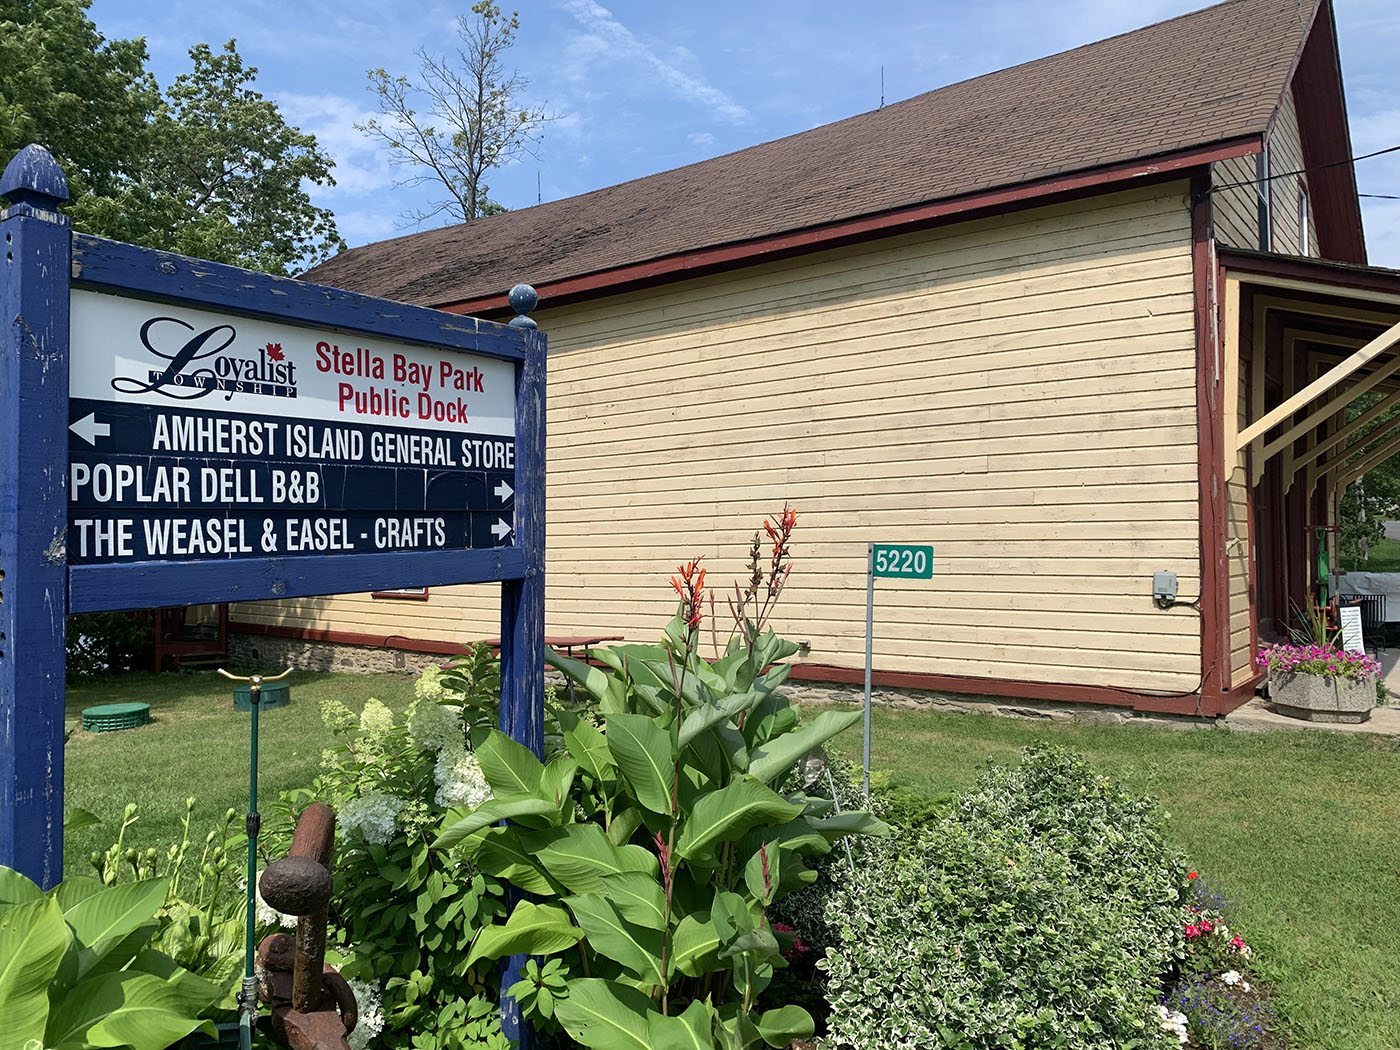 Loyalist
TOWNSHIP
Stella Bay Park
Public Dock
AMHERST ISLAND GENERAL STORE
POPLAR DELL B&B
THE WEASEL & EASEL - CRAFTS
5220